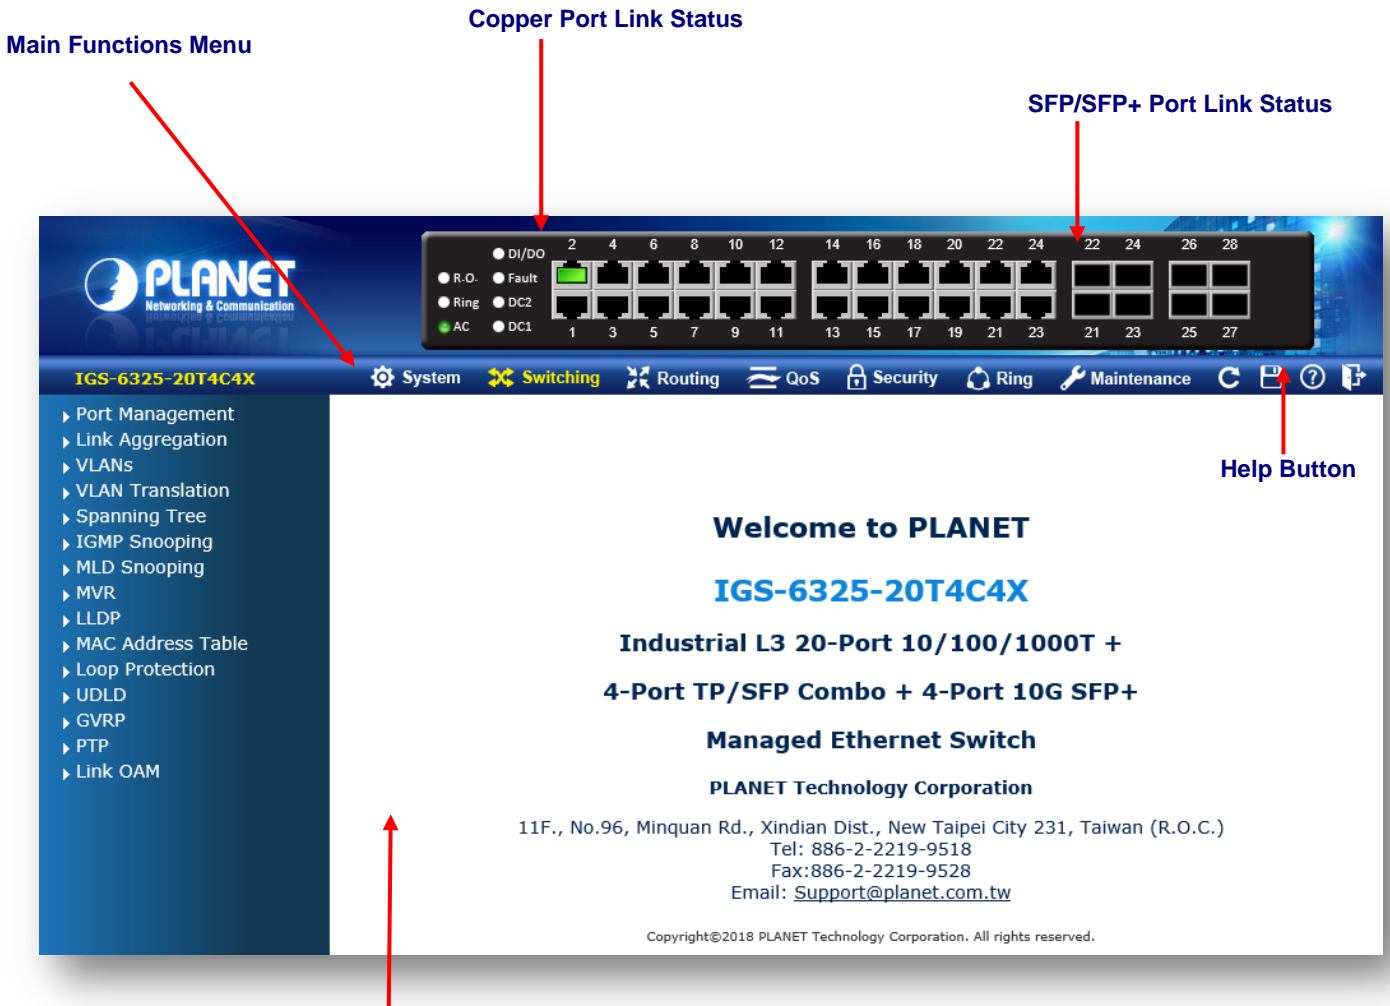 Copper Port Link Status
Main Functions Menu
SFP/SFP+ Port Link Status
PLANET
Networking & Communication
DI/DO
R.O. Fault
Ring DC2
AC DC1
2 4 6 8 10 12 14 16 18 20 22 24 22 24 26 28
1 3 5 7 9 11 13 15 17 19 21 23 21 23 25 27
IGS-6325-20T4C4X
System Switching Routing QoS Security Ring Maintenance
Port Management
Link Aggregation
VLANs
VLAN Translation
Spanning Tree
IGMP Snooping
MLD Snooping
MVR
LLDP
MAC Address Table
Loop Protection
UDLD
GVRP
PTP
Link OAM
Help Button
Welcome to PLANET
IGS-6325-20T4C4X
Industrial L3 20-Port 10/100/1000T +
4-Port TP/SFP Combo + 4-Port 10G SFP+
Managed Ethernet Switch
PLANET Technology Corporation
11F., No.96, Minquan Rd., Xindian Dist., New Taipei City 231, Taiwan (R.O.C.)
Tel: 886-2-2219-9518
Fax:886-2-2219-9528
Email: Support@planet.com.tw
Copyright©2018 PLANET Technology Corporation. All rights reserved.